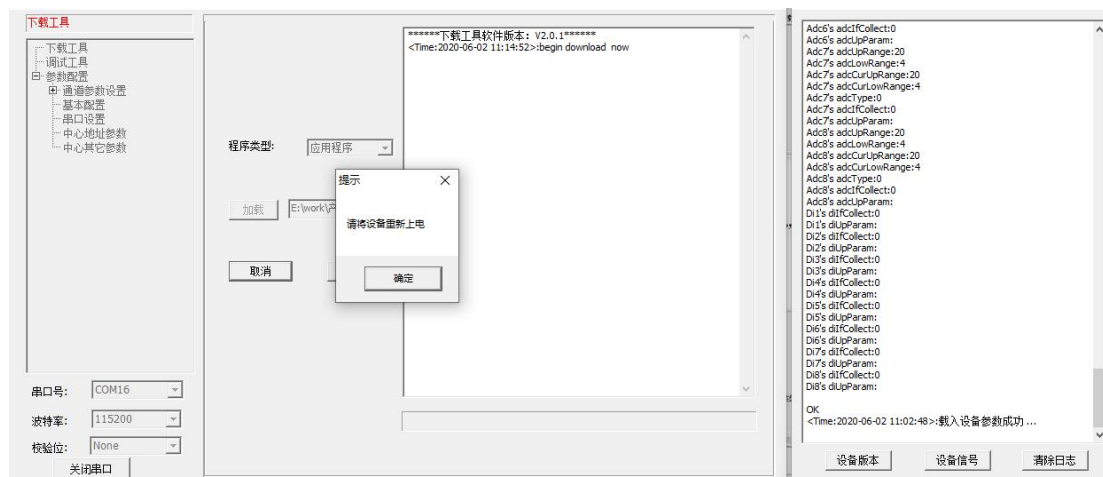 下载工具
下载工具
调试工具
参数配置
通道参数设置
基本配置
串口设置
中心地址参数
中心其它参数
串口号:
COM16
波特率:
115200
校验位:
None
关闭串口
程序类型:
应用程序
加载
E:\work\产
取消
******下载工具软件版本: V2.0.1******
<Time:2020-06-02 11:14:52>:begin download now
提示
请将设备重新上电
确定
Adc6's adcIfCollect:0
Adc6's adcUpParam:
Adc7's adcUpRange:20
Adc7's adcLowRange:4
Adc7's adcCurUpRange:20
Adc7's adcCurLowRange:4
Adc7's adcType:0
Adc7's adcIfCollect:0
Adc7's adcUpParam:
Adc8's adcUpRange:20
Adc8's adcLowRange:4
Adc8's adcCurUpRange:20
Adc8's adcCurLowRange:4
Adc8's adcType:0
Adc8's adcIfCollect:0
Adc8's adcUpParam:
Di1's diIfCollect:0
Di1's diUpParam:
Di2's diIfCollect:0
Di2's diUpParam:
Di3's diIfCollect:0
Di3's diUpParam:
Di4's diIfCollect:0
Di4's diUpParam:
Di5's diIfCollect:0
Di5's diUpParam:
Di6's diIfCollect:0
Di6's diUpParam:
Di7's diIfCollect:0
Di7's diUpParam:
Di8's diIfCollect:0
Di8's diUpParam:
OK
<Time:2020-06-02 11:02:48>:载入设备参数成功 ...
设备版本
设备信号
清除日志